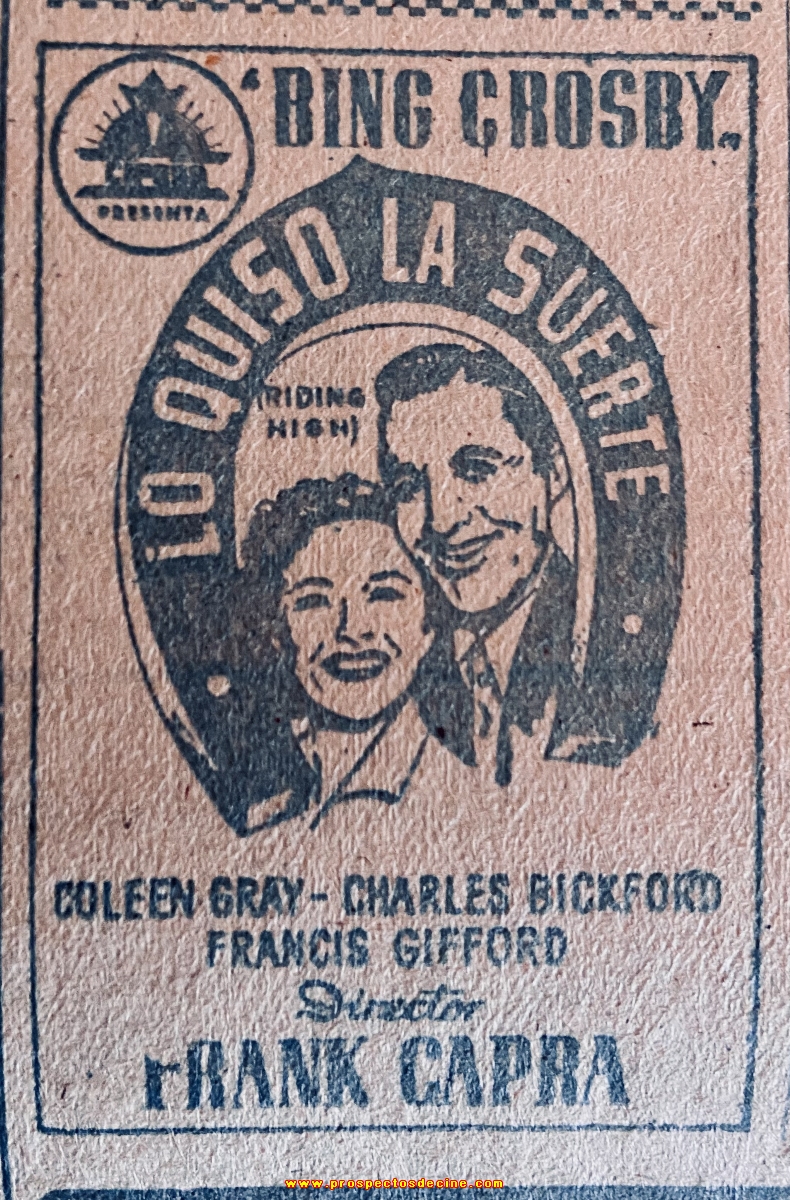 PRESENTA
'BING CROSBY„
LO QUISO LA SUERTE
(RIDING
HIGH)
COLEEN GRAY - CHARLES BICKFORD
FRANCIS GIFFORD
Director
FRANK CAPRA
www.prospectosdecine.com